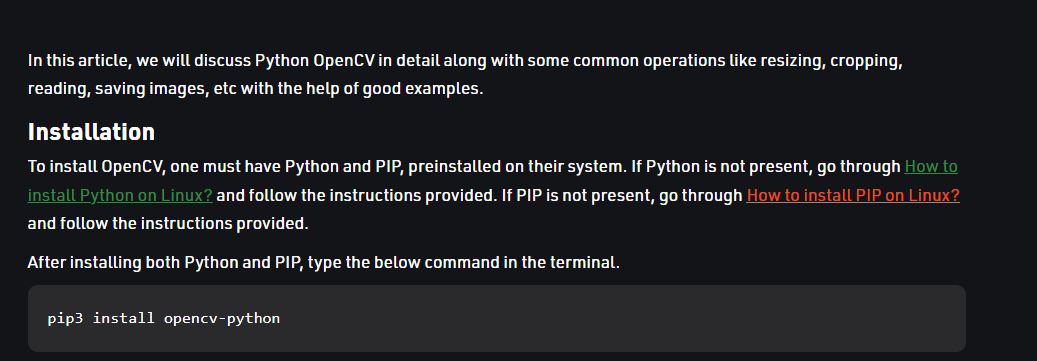 In this article, we will discuss Python OpenCV in detail along with some common operations like resizing, cropping,
reading, saving images, etc with the help of good examples.
Installation
To install OpenCV, one must have Python and PIP, preinstalled on their system. If Python is not present, go through How to
install Python on Linux? and follow the instructions provided. If PIP is not present, go through How to install PIP on Linux?
and follow the instructions provided.
After installing both Python and PIP, type the below command in the terminal.
pip3 install opencv-python